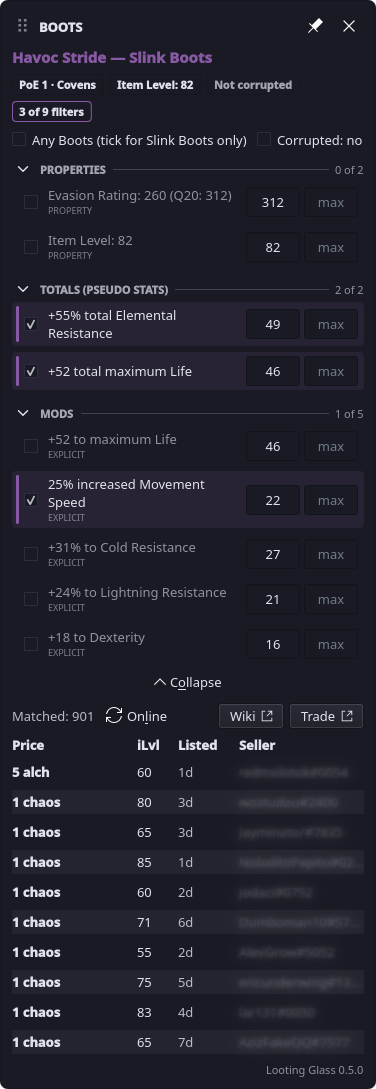 BOOTS
Havoc Stride — Slink Boots
PoE 1 · Covens Item Level: 82 Not corrupted
3 of 9 filters
Any Boots (tick for Slink Boots only) Corrupted: no
PROPERTIES 0 of 2
Evasion Rating: 260 (Q20: 312) 312 max
PROPERTY
Item Level: 82 82 max
PROPERTY
TOTALS (PSEUDO STATS) 2 of 2
+55% total Elemental
Resistance 49 max
+52 total maximum Life 46 max
MODS 1 of 5
+52 to maximum Life 46 max
EXPLICIT
25% increased Movement
Speed 22 max
EXPLICIT
+31% to Cold Resistance 27 max
EXPLICIT
+24% to Lightning Resistance 21 max
EXPLICIT
+18 to Dexterity 16 max
EXPLICIT
Collapse
Matched: 901 Online Wiki Trade
Price iLvl Listed Seller
5 alch 60 1d
1 chaos 80 3d
1 chaos 65 3d
1 chaos 85 1d
1 chaos 60 2d
1 chaos 71 6d
1 chaos 55 2d
1 chaos 75 5d
1 chaos 83 4d
1 chaos 65 7d
Looting Glass 0.5.0